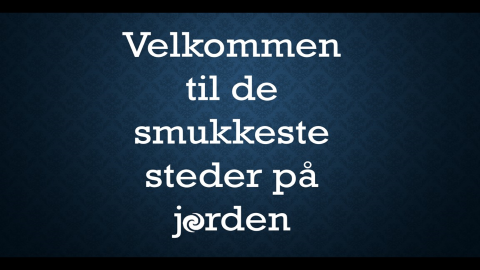 Velkommen
til de
smukkeste
steder på
jorden